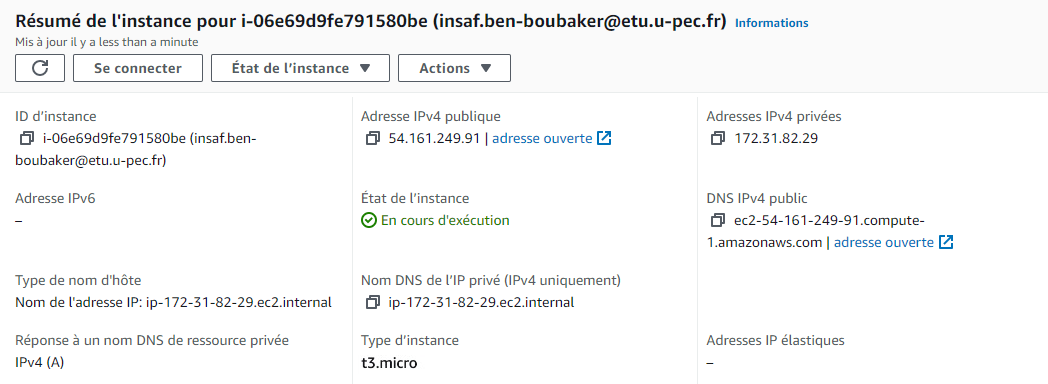 Résumé de l'instance pour i-06e69d9fe791580be (insaf.ben-boubaker@etu.u-pec.fr) Informations
Mis à jour il y a less than a minute
Se connecter
État de l'instance
Actions
ID d'instance
i-06e69d9fe791580be (insaf.ben-
boubaker@etu.u-pec.fr)
Adresse IPv4 publique
54.161.249.91 | adresse ouverte
Adresses IPv4 privées
172.31.82.29
Adresse IPv6
–
État de l'instance
En cours d'exécution
DNS IPv4 public
ec2-54-161-249-91.compute-
1.amazonaws.com | adresse ouverte
Type de nom d'hôte
Nom de l'adresse IP: ip-172-31-82-29.ec2.internal
Nom DNS de l'IP privé (IPv4 uniquement)
ip-172-31-82-29.ec2.internal
Réponse à un nom DNS de ressource privée
IPv4 (A)
Type d'instance
t3.micro
Adresses IP élastiques
–